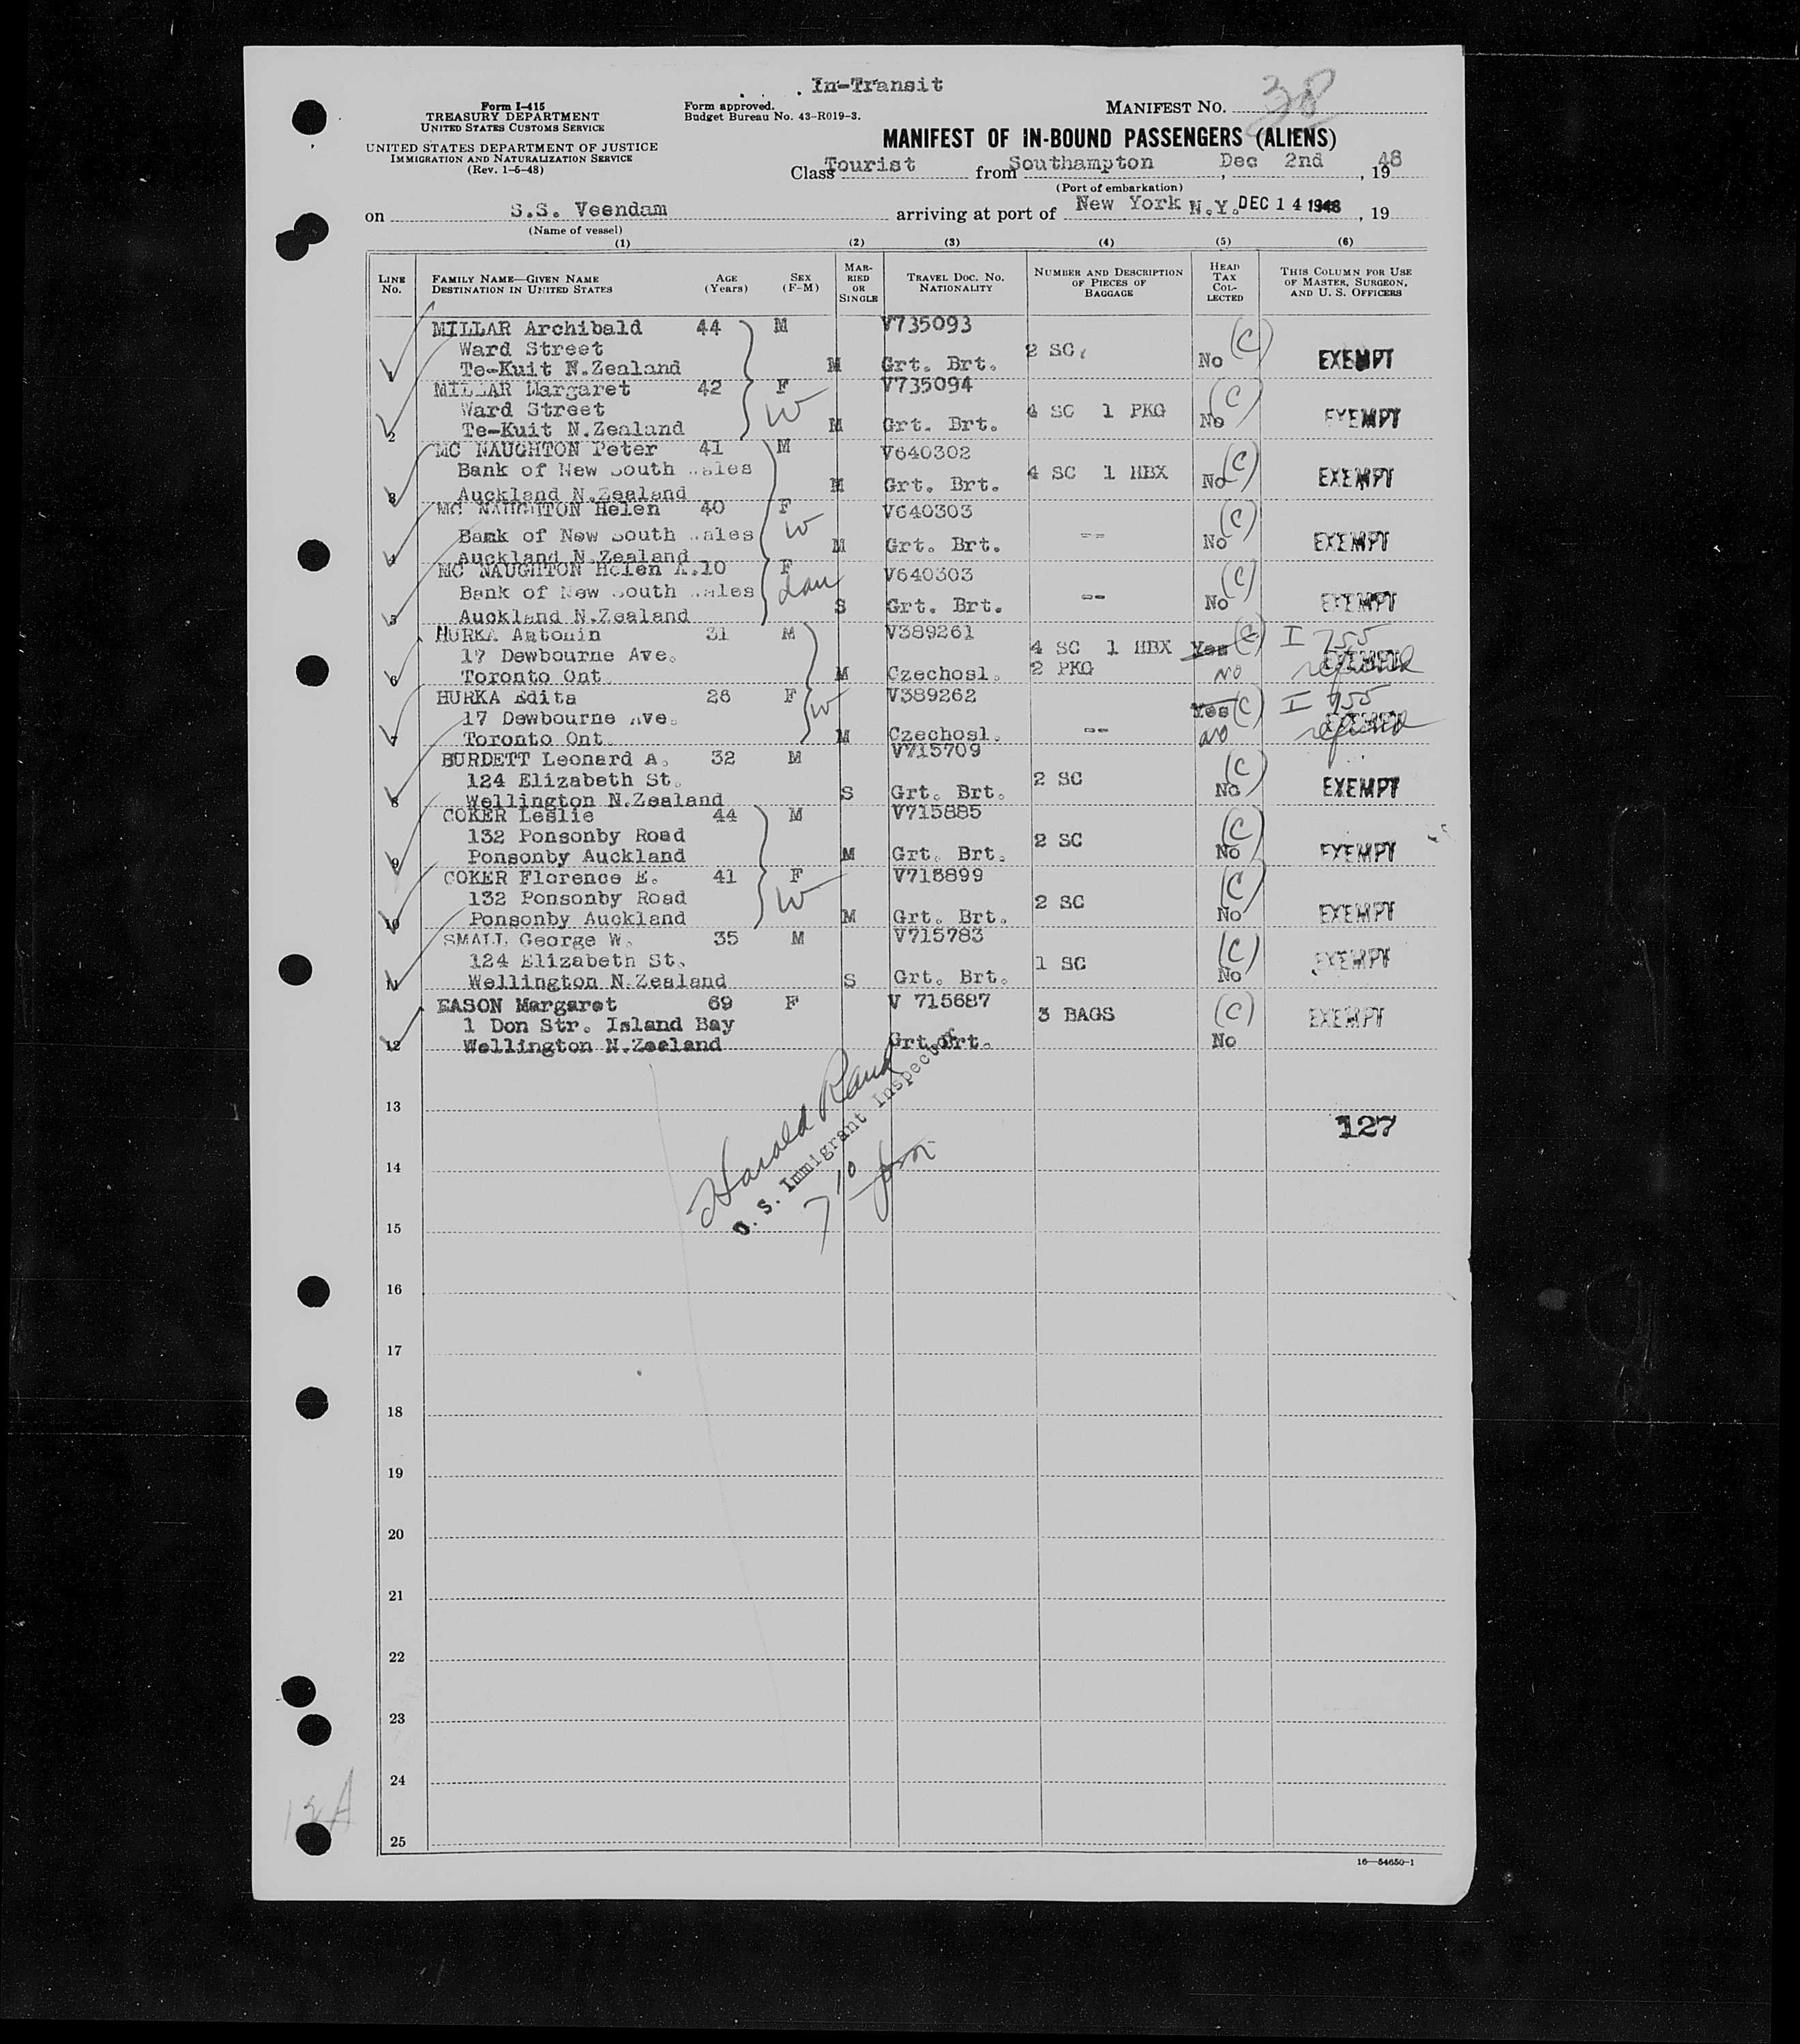 In-Transit
Form I-415
TREASURY DEPARTMENT
UNITED STATES CUSTOMS SERVICE
Form approved.
Budget Bureau No. 43-R019-3.
MANIFEST NO. 38
UNITED STATES DEPARTMENT OF JUSTICE
IMMIGRATION AND NATURALIZATION SERVICE
(Rev. 1-5-48)
MANIFEST OF IN-BOUND PASSENGERS (ALIENS)
Class Tourist from Southampton, Dec 2nd, 1948
(Port of embarkation)
on S.S. Veendam arriving at port of New York N.Y. DEC 14 1948, 19
(Name of vessel)
(1) (2) (3) (4) (5) (6)
LINE NO. FAMILY NAME—GIVEN NAME DESTINATION IN UNITED STATES AGE (Years) SEX (F-M) MARRIED OR SINGLE TRAVEL DOC. NO. NATIONALITY NUMBER AND DESCRIPTION OF PIECES OF BAGGAGE HEAD TAX COLLECTED THIS COLUMN FOR USE OF MASTER, SURGEON, AND U. S. OFFICERS
MILLAR Archibald 44 M V735093
Ward Street 2 SC (C)
1 Te-Kuit N.Zealand M Grt. Brt. No EXEMPT
MILLAR Margaret 42 F V735094
Ward Street W 4 SC 1 PKG (C)
2 Te-Kuit N.Zealand M Grt. Brt. No EXEMPT
MC NAUGHTON Peter 41 M V640302
Bank of New South Wales 4 SC 1 HBX (C)
3 Auckland N.Zealand M Grt. Brt. No EXEMPT
MC NAUGHTON Helen 40 F V640303
Bank of New South Wales W -- (C)
4 Auckland N.Zealand M Grt. Brt. No EXEMPT
MC NAUGHTON Helen A. 10 F V640303
Bank of New South Wales dau -- (C)
5 Auckland N.Zealand S Grt. Brt. No EXEMPT
HURKA Antonin 31 M V389261
17 Dewbourne Ave. 4 SC 1 HBX Yes (C) I 755
6 Toronto Ont. M Czechosl. 2 PKG NO EXEMPT refund
HURKA Edita 26 F V389262
17 Dewbourne Ave. W Yes (C) I 755
7 Toronto Ont. M Czechosl. -- NO EXEMPT refund
BURDETT Leonard A. 32 M V715709
124 Elizabeth St. 2 SC (C)
8 Wellington N.Zealand S Grt. Brt. No EXEMPT
COKER Leslie 44 M V715885
132 Ponsonby Road 2 SC (C)
9 Ponsonby Auckland M Grt. Brt. No EXEMPT
COKER Florence E. 41 F V715899
132 Ponsonby Road W 2 SC (C)
10 Ponsonby Auckland M Grt. Brt. No EXEMPT
SMALL George W. 35 M V715783
124 Elizabeth St. 1 SC (C)
11 Wellington N.Zealand S Grt. Brt. No EXEMPT
EASON Margaret 69 F V 715687
1 Don Str. Island Bay 3 BAGS (C) EXEMPT
12 Wellington N.Zealand Grt. Brt. No
Harold Rand
U. S. Immigrant Inspector
7 10 pm
13
127
14
15
16
17
18
19
20
21
22
23
24
25
16—54650-1